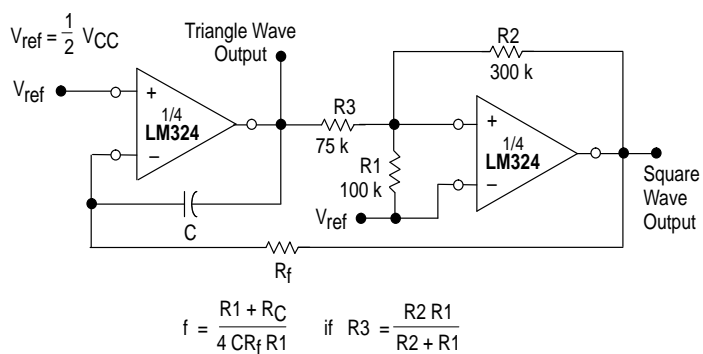 V_ref = 1/2 V_CC
Triangle Wave
Output
R2
300 k
V_ref
+
−
1/4
LM324
R3
75 k
R1
100 k
+
−
1/4
LM324
Square
Wave
Output
C
V_ref
R_f
f = (R1 + R_C) / (4 CR_f R1) if R3 = (R2 R1) / (R2 + R1)